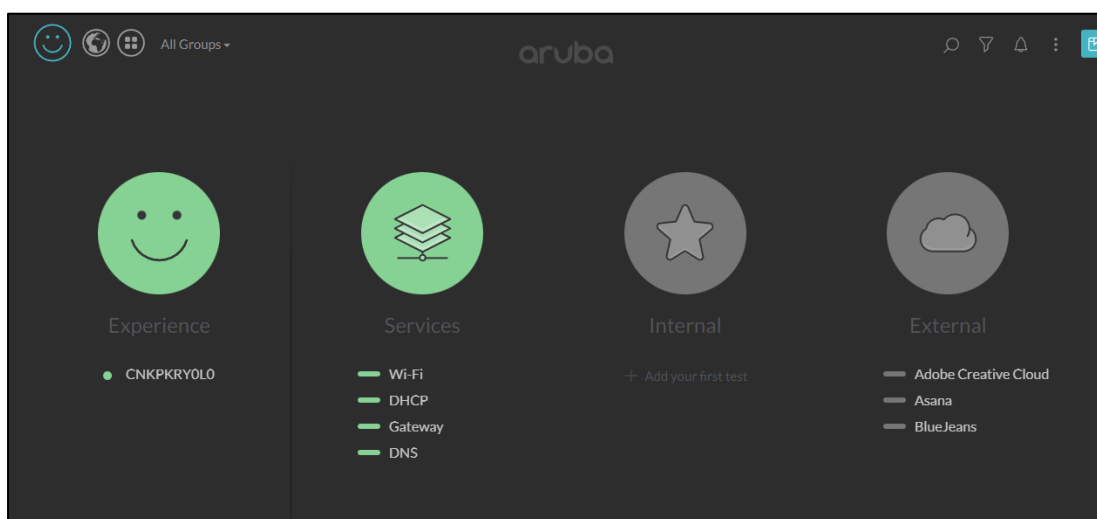 All Groups
aruba
Experience
CNKPKRY0L0
Services
Wi-Fi
DHCP
Gateway
DNS
Internal
+ Add your first test
External
Adobe Creative Cloud
Asana
BlueJeans